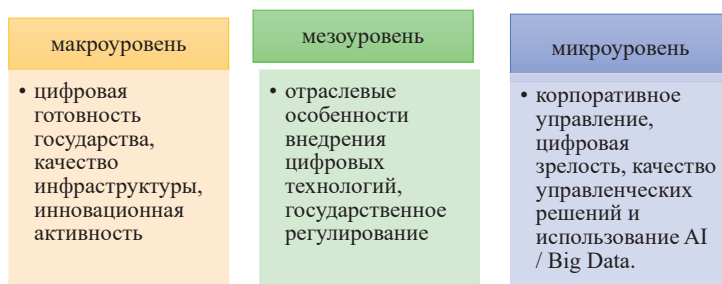 макроуровень
• цифровая
готовность
государства,
качество
инфраструктуры,
инновационная
активность
мезоуровень
• отраслевые
особенности
внедрения
цифровых
технологий,
государственное
регулирование
микроуровень
• корпоративное
управление,
цифровая
зрелость, качество
управленческих
решений и
использование AI
/ Big Data.